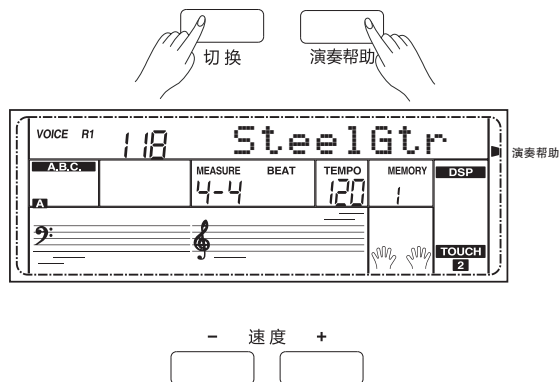 切换 演奏帮助
VOICE R1 118 SteelGtr
演奏帮助
A.B.C. MEASURE BEAT TEMPO MEMORY DSP
4-4 120 1
A
TOUCH
2
- 速度 +